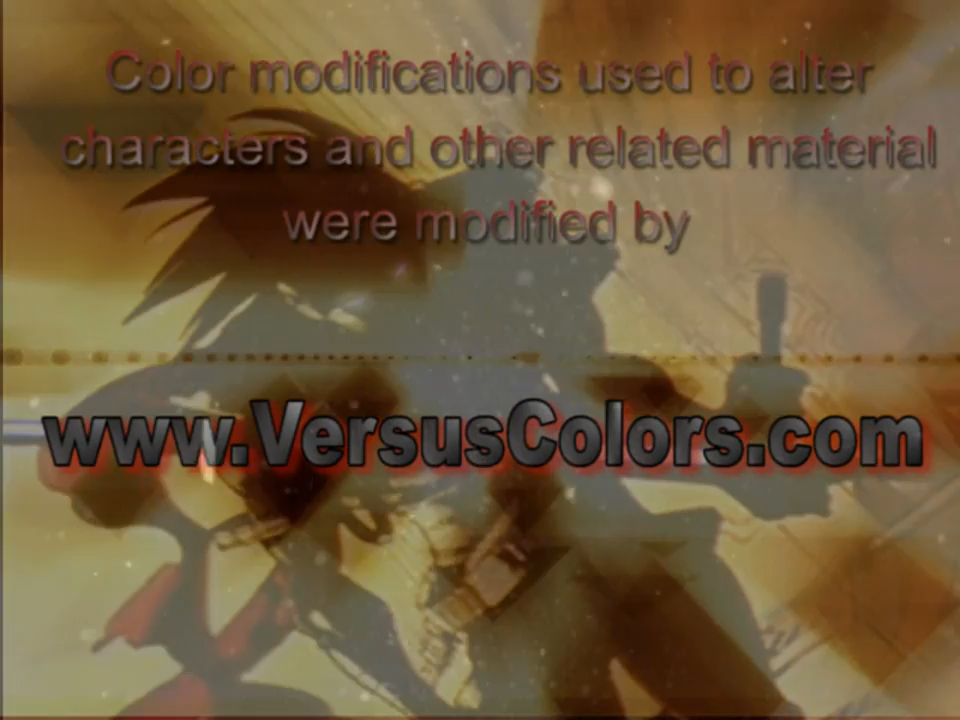 Color modifications used to alter
characters and other related material
were modified by
www.VersusColors.com